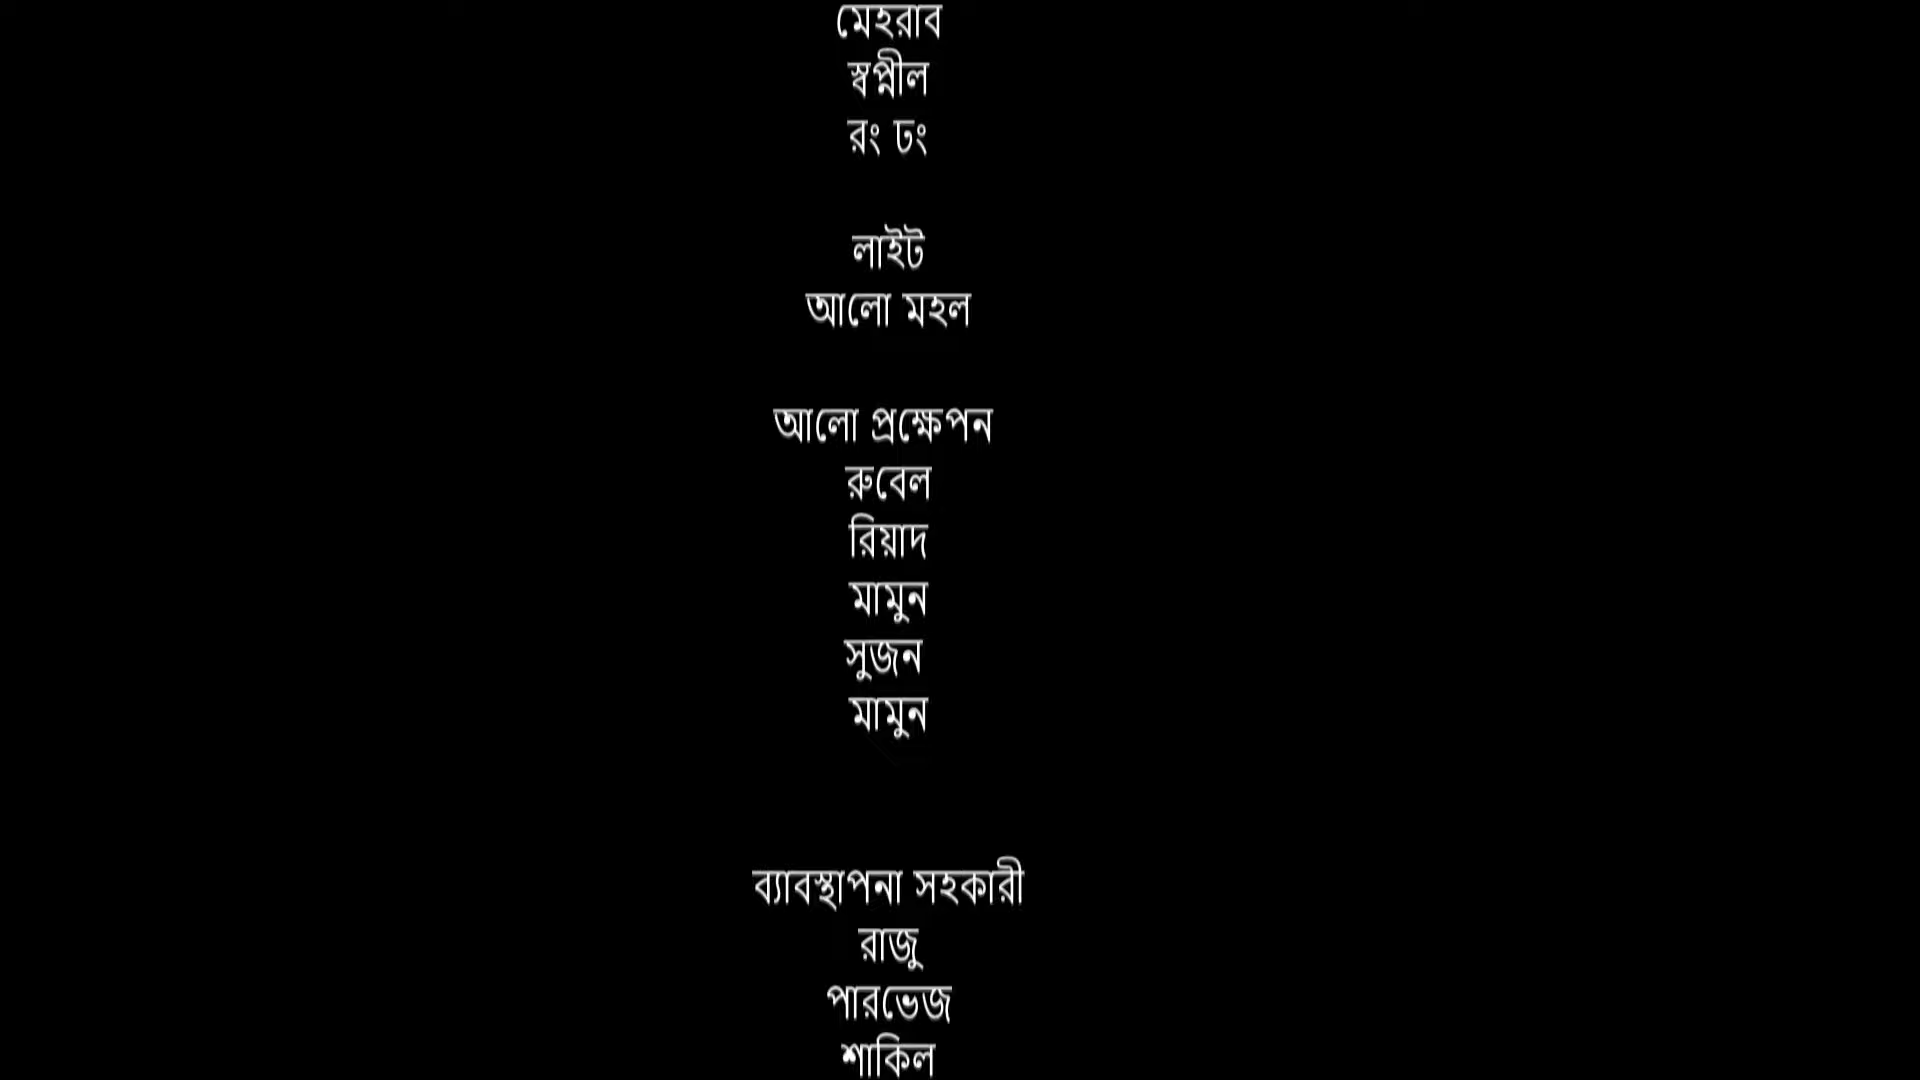 মেহরাব
স্বপ্নীল
রং ঢং
লাইট
আলো মহল
আলো প্রক্ষেপন
রুবেল
রিয়াদ
মামুন
সুজন
মামুন
ব্যাবস্থাপনা সহকারী
রাজু
পারভেজ
শাকিল